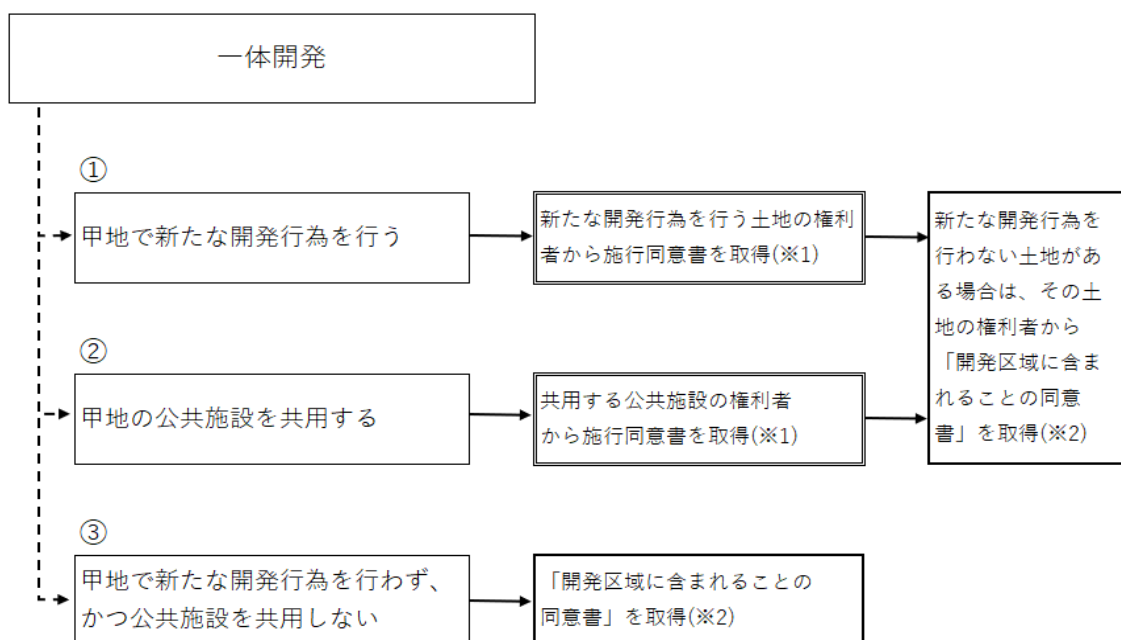 一体開発
①
甲地で新たな開発行為を行う
新たな開発行為を行う土地の権利
者から施行同意書を取得(※1)
新たな開発行為を
行わない土地があ
る場合は、その土
地の権利者から
「開発区域に含ま
れることの同意
書」を取得(※2)
②
甲地の公共施設を共用する
共用する公共施設の権利者
から施行同意書を取得(※1)
③
甲地で新たな開発行為を行わず、
かつ公共施設を共用しない
「開発区域に含まれることの
同意書」を取得(※2)